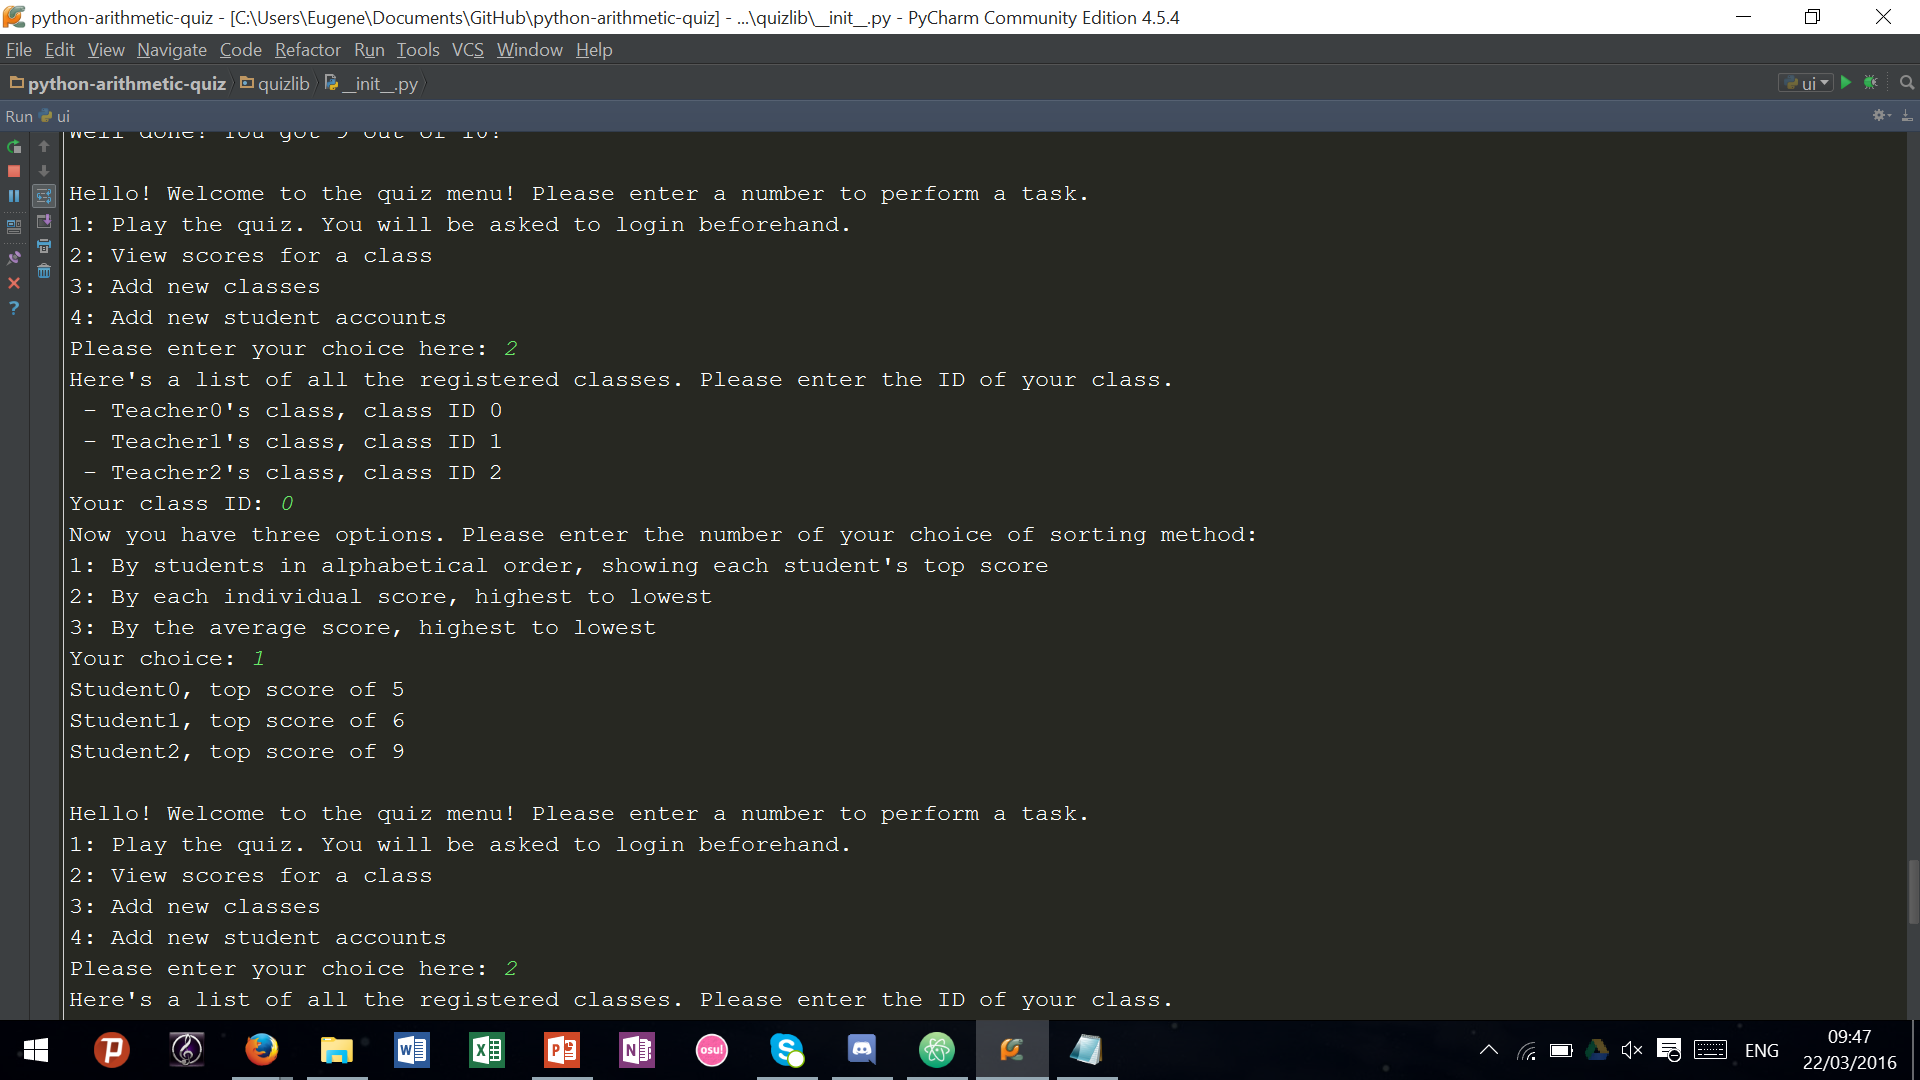 python-arithmetic-quiz - [C:\Users\Eugene\Documents\GitHub\python-arithmetic-quiz] - ...\quizlib\__init__.py - PyCharm Community Edition 4.5.4
File Edit View Navigate Code Refactor Run Tools VCS Window Help
python-arithmetic-quiz quizlib __init__.py ui
Run ui
Well done! You got 9 out of 10!
Hello! Welcome to the quiz menu! Please enter a number to perform a task.
1: Play the quiz. You will be asked to login beforehand.
2: View scores for a class
3: Add new classes
4: Add new student accounts
Please enter your choice here: 2
Here's a list of all the registered classes. Please enter the ID of your class.
- Teacher0's class, class ID 0
- Teacher1's class, class ID 1
- Teacher2's class, class ID 2
Your class ID: 0
Now you have three options. Please enter the number of your choice of sorting method:
1: By students in alphabetical order, showing each student's top score
2: By each individual score, highest to lowest
3: By the average score, highest to lowest
Your choice: 1
Student0, top score of 5
Student1, top score of 6
Student2, top score of 9
Hello! Welcome to the quiz menu! Please enter a number to perform a task.
1: Play the quiz. You will be asked to login beforehand.
2: View scores for a class
3: Add new classes
4: Add new student accounts
Please enter your choice here: 2
Here's a list of all the registered classes. Please enter the ID of your class.
osu!
ENG
09:47
22/03/2016